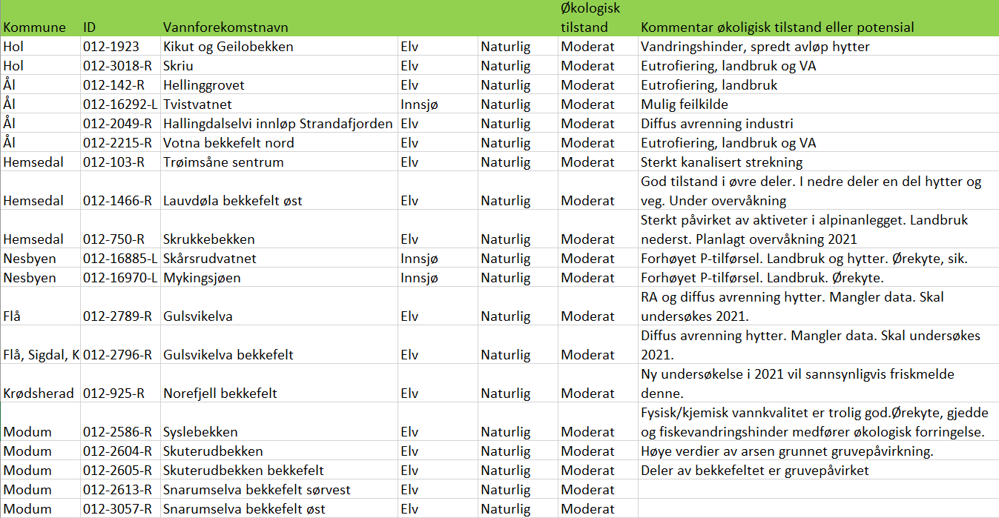 Kommune ID Vannforekomstnavn Økologisk tilstand Kommentar økoligisk tilstand eller potensial
Hol 012-1923 Kikut og Geilobekken Elv Naturlig Moderat Vandringshinder, spredt avløp hytter
Hol 012-3018-R Skriu Elv Naturlig Moderat Eutrofiering, landbruk og VA
Ål 012-142-R Hellinggrovet Elv Naturlig Moderat Eutrofiering, landbruk
Ål 012-16292-L Tvistvatnet Innsjø Naturlig Moderat Mulig feilkilde
Ål 012-2049-R Hallingdalselvi innløp Strandafjorden Elv Naturlig Moderat Diffus avrenning industri
Ål 012-2215-R Votna bekkefelt nord Elv Naturlig Moderat Eutrofiering, landbruk og VA
Hemsedal 012-103-R Trøimsåne sentrum Elv Naturlig Moderat Sterkt kanalisert strekning
Hemsedal 012-1466-R Lauvdøla bekkefelt øst Elv Naturlig Moderat God tilstand i øvre deler. I nedre deler en del hytter og
veg. Under overvåkning
Hemsedal 012-750-R Skrukkebekken Elv Naturlig Moderat Sterkt påvirket av aktiveter i alpinanlegget. Landbruk
nederst. Planlagt overvåkning 2021
Nesbyen 012-16885-L Skårsrudvatnet Innsjø Naturlig Moderat Forhøyet P-tilførsel. Landbruk og hytter. Ørekyte, sik.
Nesbyen 012-16970-L Mykingsjøen Innsjø Naturlig Moderat Forhøyet P-tilførsel. Landbruk. Ørekyte.
Flå 012-2789-R Gulsvikelva Elv Naturlig Moderat RA og diffus avrenning hytter. Mangler data. Skal
undersøkes 2021.
Flå, Sigdal, K 012-2796-R Gulsvikelva bekkefelt Elv Naturlig Moderat Diffus avrenning hytter. Mangler data. Skal undersøkes
2021.
Krødsherad 012-925-R Norefjell bekkefelt Elv Naturlig Moderat Ny undersøkelse i 2021 vil sannsynligvis friskmelde
denne.
Modum 012-2586-R Syslebekken Elv Naturlig Moderat Fysisk/kjemisk vannkvalitet er trolig god.Ørekyte, gjedde
og fiskevandringshinder medfører økologisk forringelse.
Modum 012-2604-R Skuterudbekken Elv Naturlig Moderat Høye verdier av arsen grunnet gruvepåvirkning.
Modum 012-2605-R Skuterudbekken bekkefelt Elv Naturlig Moderat Deler av bekkefeltet er gruvepåvirket
Modum 012-2613-R Snarumselva bekkefelt sørvest Elv Naturlig Moderat
Modum 012-3057-R Snarumselva bekkefelt øst Elv Naturlig Moderat